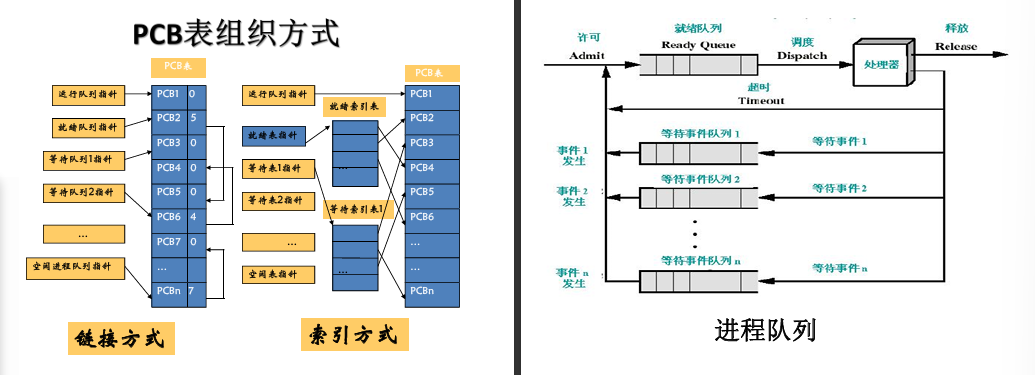 PCB表组织方式
PCB表
运行队列指针
就绪队列指针
等待队列1指针
等待队列2指针
...
空闲进程队列指针
PCB1 0
PCB2 5
PCB3 0
PCB4 0
PCB5 0
PCB6 4
PCB7 0
...
PCBn 7
链接方式
运行队列指针
就绪表指针
等待表1指针
等待表2指针
...
空闲表指针
就绪索引表
...
等待索引表1
...
PCB表
PCB1
PCB2
PCB3
PCB4
PCB5
PCB6
...
...
PCBn
索引方式
许可
Admit
就绪队列
Ready Queue
调度
Dispatch
处理器
释放
Release
超时
Timeout
等待事件队列 1
等待事件 1
事件 1
发生
等待事件队列 2
等待事件 2
事件 2
发生
等待事件队列 n
等待事件 n
事件 n
发生
进程队列